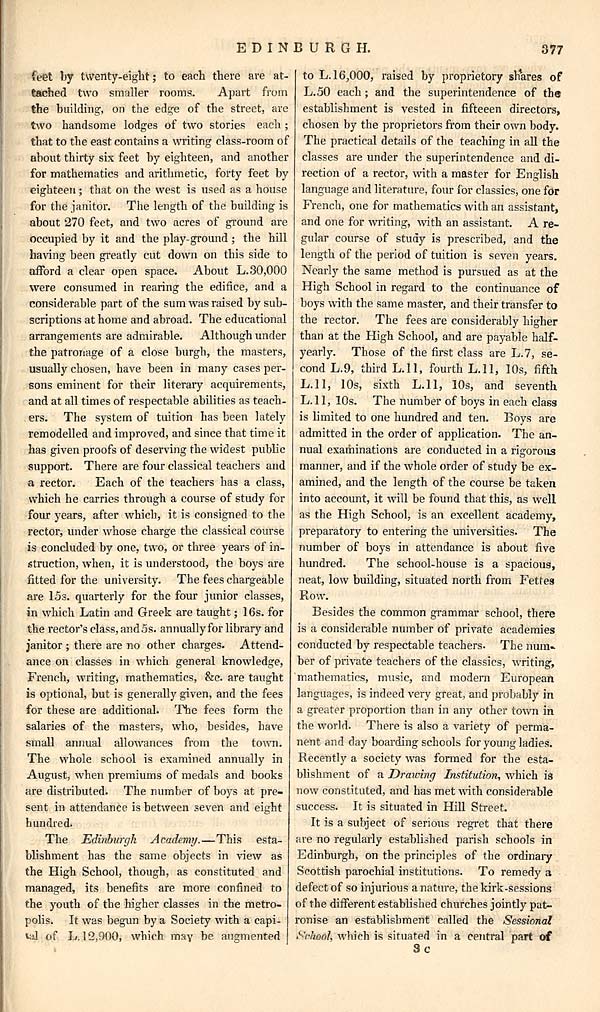 EDINBURGH.
377
feet by twenty-eight; to each there are at-
tached two smaller rooms. Apart from
the building, on the edge of the street, are
two handsome lodges of two stories each;
that to the east contains a writing class-room of
about thirty six feet by eighteen, and another
for mathematics and arithmetic, forty feet by
eighteen; that on the west is used as a house
for the janitor. The length of the building is
about 270 feet, and two acres of ground are
occupied by it and the play-ground; the hill
having been greatly cut down on this side to
afford a clear open space. About L.30,000
were consumed in rearing the edifice, and a
considerable part of the sum was raised by sub-
scriptions at home and abroad. The educational
arrangements are admirable. Although under
the patronage of a close burgh, the masters,
usually chosen, have been in many cases per-
sons eminent for their literary acquirements,
and at all times of respectable abilities as teach-
ers. The system of tuition has been lately
remodelled and improved, and since that time it
has given proofs of deserving the widest public
support. There are four classical teachers and
a rector. Each of the teachers has a class,
which he carries through a course of study for
four years, after which, it is consigned to the
rector, under whose charge the classical course
is concluded by one, two, or three years of in-
struction, when, it is understood, the boys are
fitted for the university. The fees chargeable
are 15s. quarterly for the four junior classes,
in which Latin and Greek are taught; 16s. for
the rector's class, and 5s. annually for library and
janitor; there are no other charges. Attend-
ance on classes in which general knowledge,
French, writing, mathematics, &c. are taught
is optional, but is generally given, and the fees
for these are additional. The fees form the
salaries of the masters, who, besides, have
small annual allowances from the town.
The whole school is examined annually in
August, when premiums of medals and books
are distributed. The number of boys at pre-
sent in attendance is between seven and eight
hundred.
The Edinburgh Academy.—This esta-
blishment has the same objects in view as
the High School, though, as constituted and
managed, its benefits are more confined to
the youth of the higher classes in the metro-
polis. It was begun by a Society with a capi-
tal of L.12,900, which may be augmented
to L.16,000, raised by proprietory shares of
L.50 each; and the superintendence of the
establishment is vested in fifteeen directors,
chosen by the proprietors from their own body.
The practical details of the teaching in all the
classes are under the superintendence and di-
rection of a rector, with a master for English
language and literature, four for classics, one for
French, one for mathematics with an assistant,
and one for writing, with an assistant. A re-
gular course of study is prescribed, and the
length of the period of tuition is seven years.
Nearly the same method is pursued as at the
High School in regard to the continuance of
boys with the same master, and their transfer to
the rector. The fees are considerably higher
than at the High School, and are payable half-
yearly. Those of the first class are L.7, se-
cond L.9, third L.11, fourth L.11, 10s, fifth
L.11, 10s, sixth L.11, 10s, and seventh
L.11, 10s. The number of boys in each class
is limited to one hundred and ten. Boys are
admitted in the order of application. The an-
nual examinations are conducted in a rigorous
manner, and if the whole order of study be ex-
amined, and the length of the course be taken
into account, it will be found that this, as well
as the High School, is an excellent academy,
preparatory to entering the universities. The
number of boys in attendance is about five
hundred. The school-house is a spacious,
neat, low building, situated north from Fettes
Row.
Besides the common grammar school, there
is a considerable number of private academies
conducted by respectable teachers. The num-
ber of private teachers of the classics, writing,
mathematics, music, and modern European
languages, is indeed very great, and probably in
a greater proportion than in any other town in
the world. There is also a variety of perma-
nent and day boarding schools for young ladies.
Recently a society was formed for the esta-
blishment of a Drawing Institution, which is
now constituted, and has met with considerable
success. It is situated in Hill Street.
It is a subject of serious regret that there
are no regularly established parish schools in
Edinburgh, on the principles of the ordinary
Scottish parochial institutions. To remedy a
defect of so injurious a nature, the kirk-sessions
of the different established churches jointly pat-
ronise an establishment called the Sessional
School, which is situated in a central part of
3 C